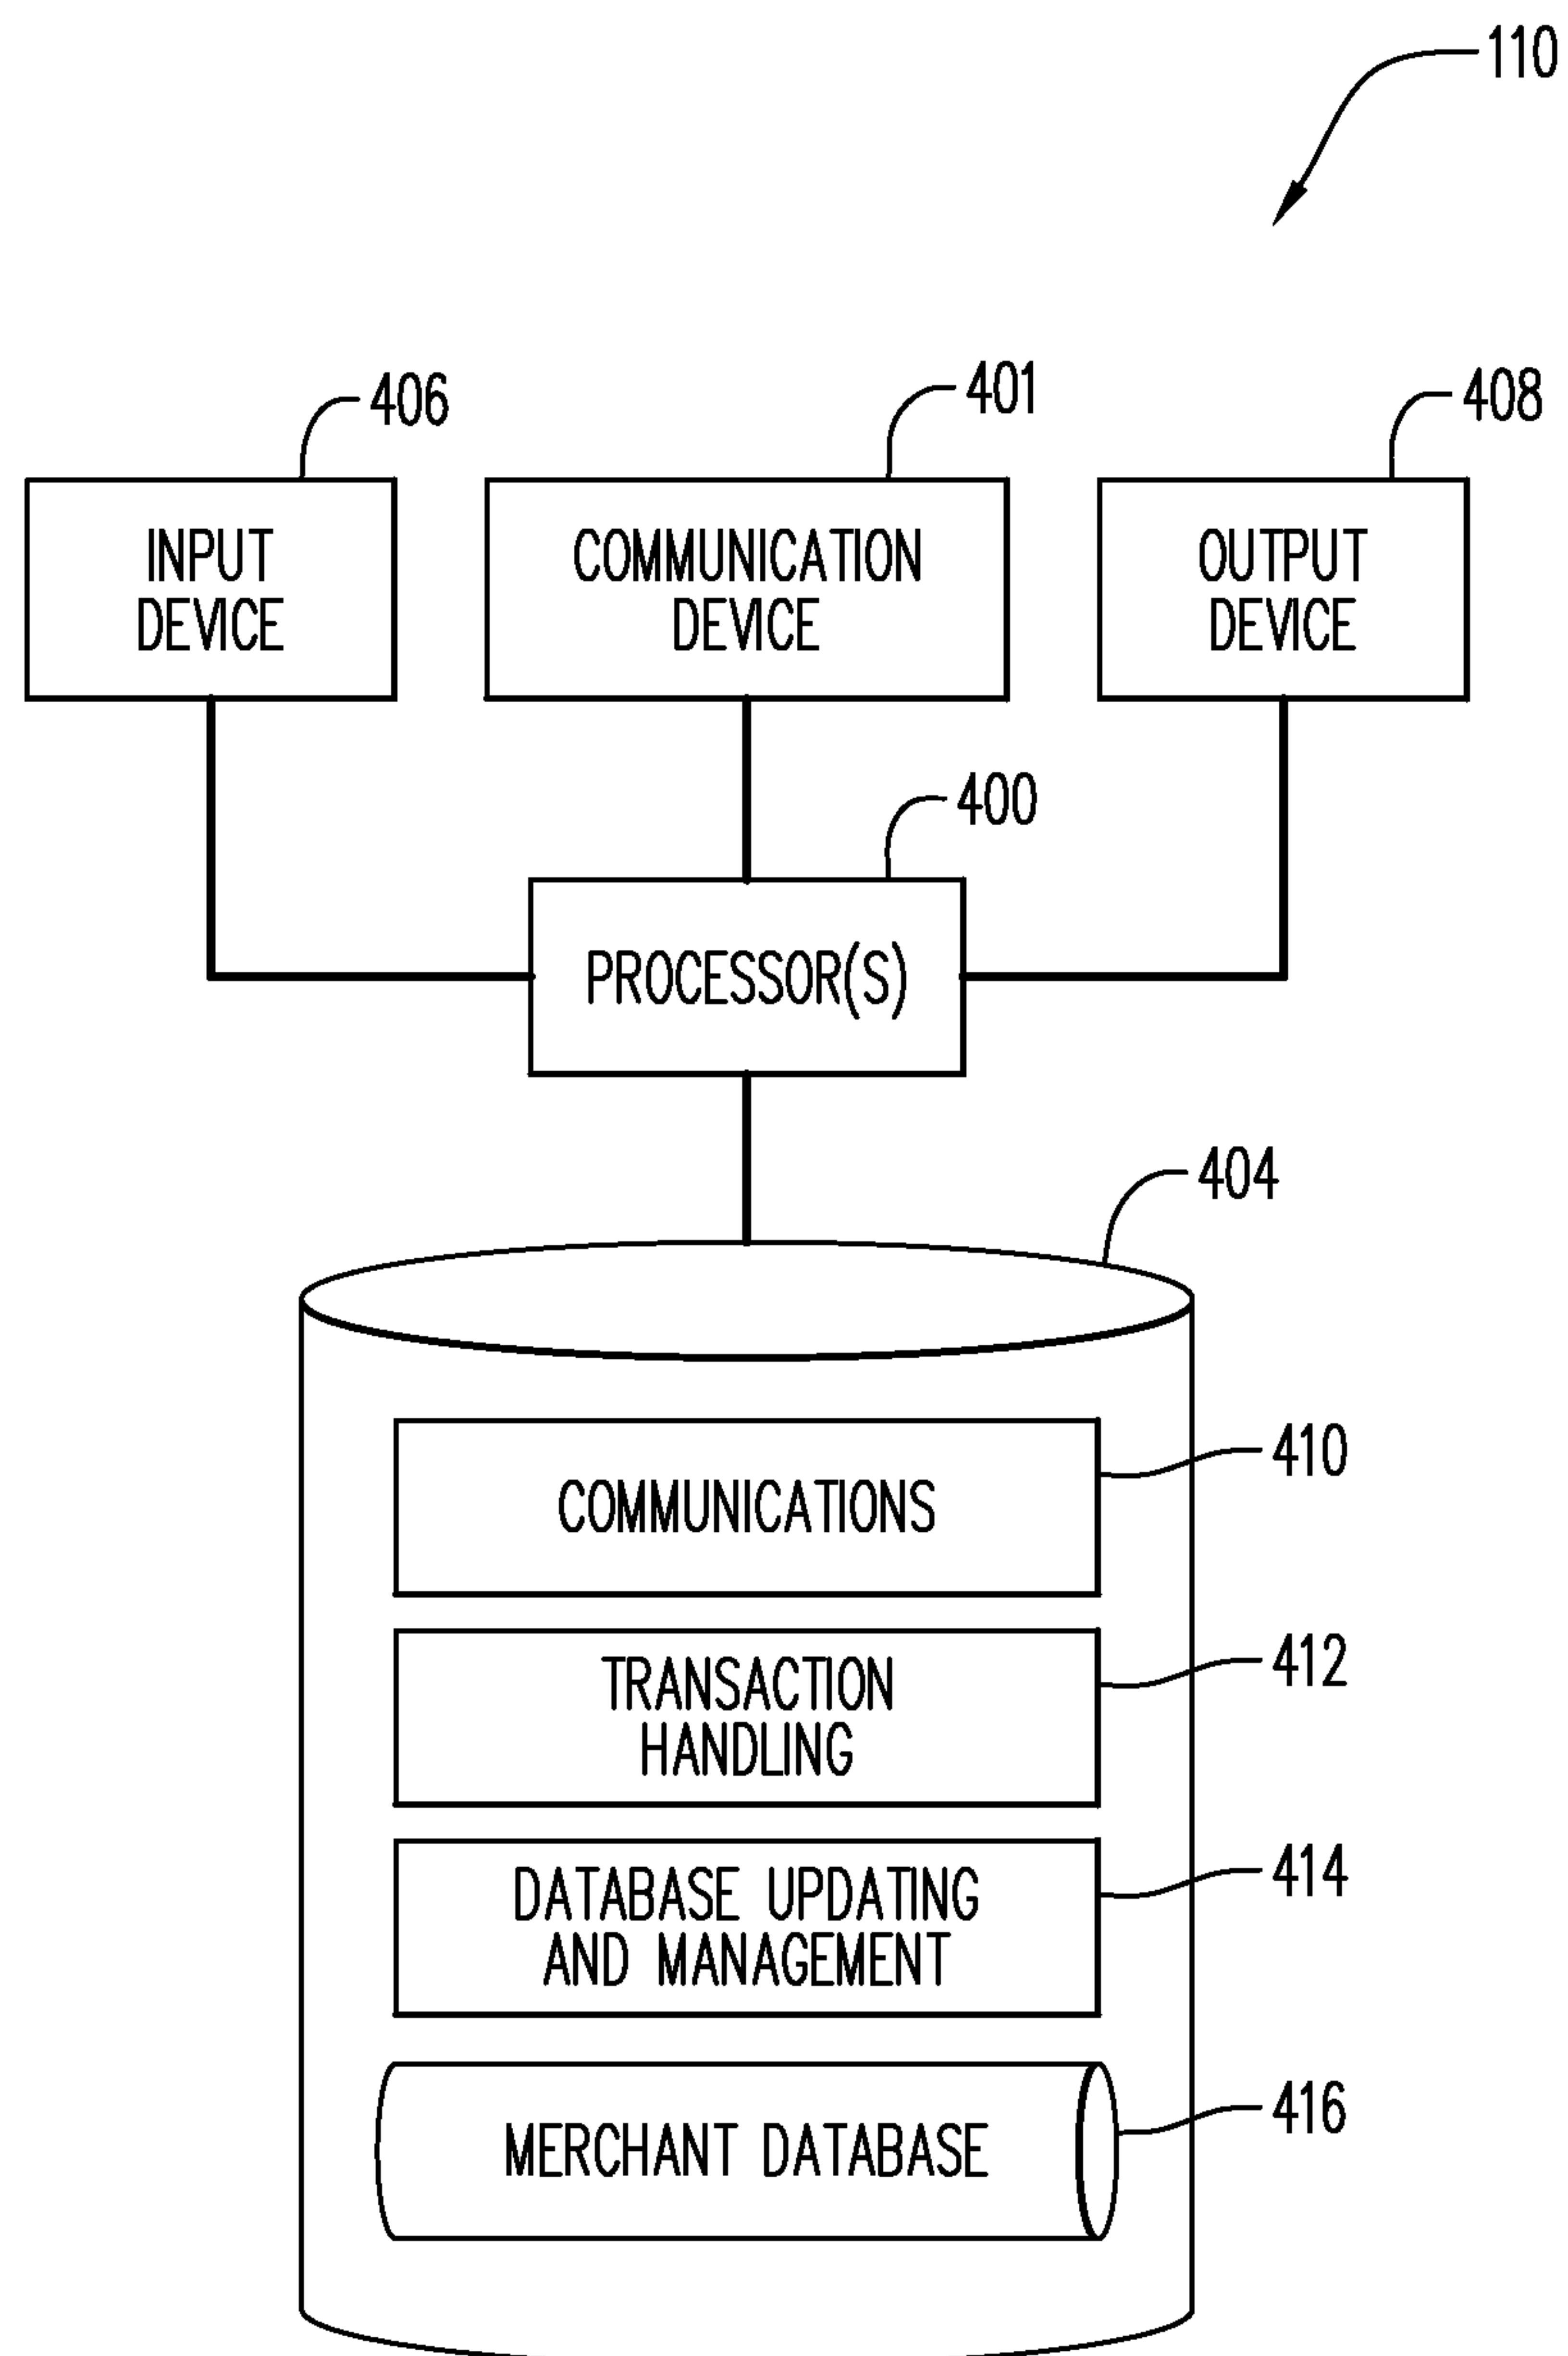 110
406
401
408
INPUT
DEVICE
COMMUNICATION
DEVICE
OUTPUT
DEVICE
400
PROCESSOR(S)
404
COMMUNICATIONS
410
TRANSACTION
HANDLING
412
DATABASE UPDATING
AND MANAGEMENT
414
MERCHANT DATABASE
416